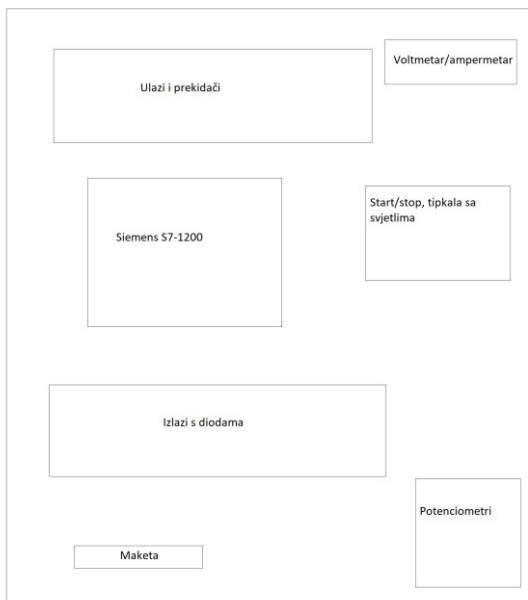 Voltmetar/ampermetar
Ulazi i prekidači
Start/stop, tipkala sa
svjetlima
Siemens S7-1200
Izlazi s diodama
Potenciometri
Maketa